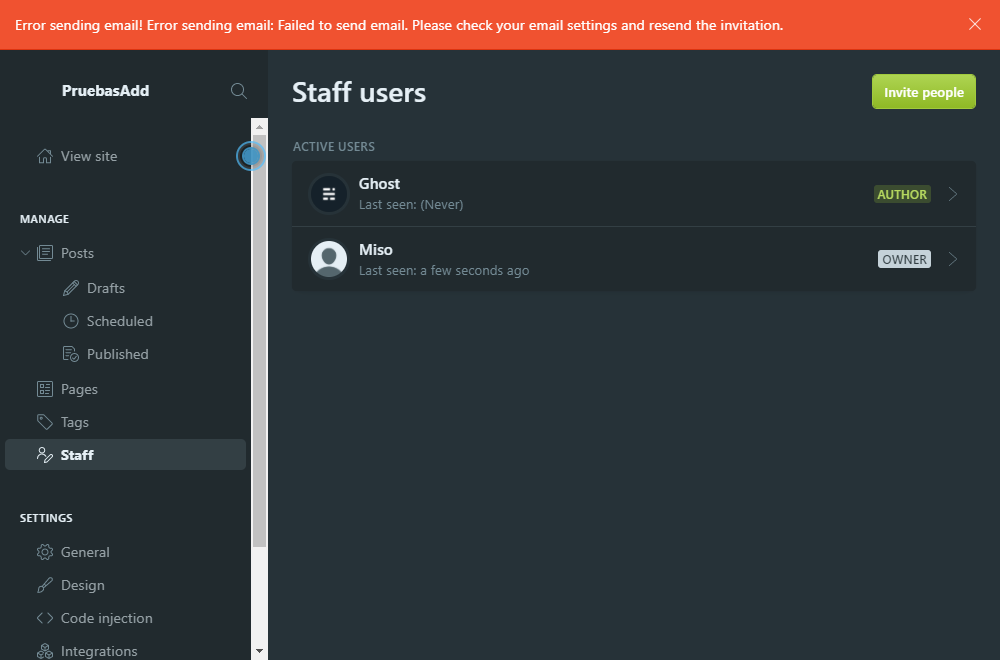 Error sending email! Error sending email: Failed to send email. Please check your email settings and resend the invitation.
PruebasAdd
View site
MANAGE
Posts
Drafts
Scheduled
Published
Pages
Tags
Staff
SETTINGS
General
Design
Code injection
Integrations
Staff users
Invite people
ACTIVE USERS
Ghost
Last seen: (Never)
AUTHOR
Miso
Last seen: a few seconds ago
OWNER